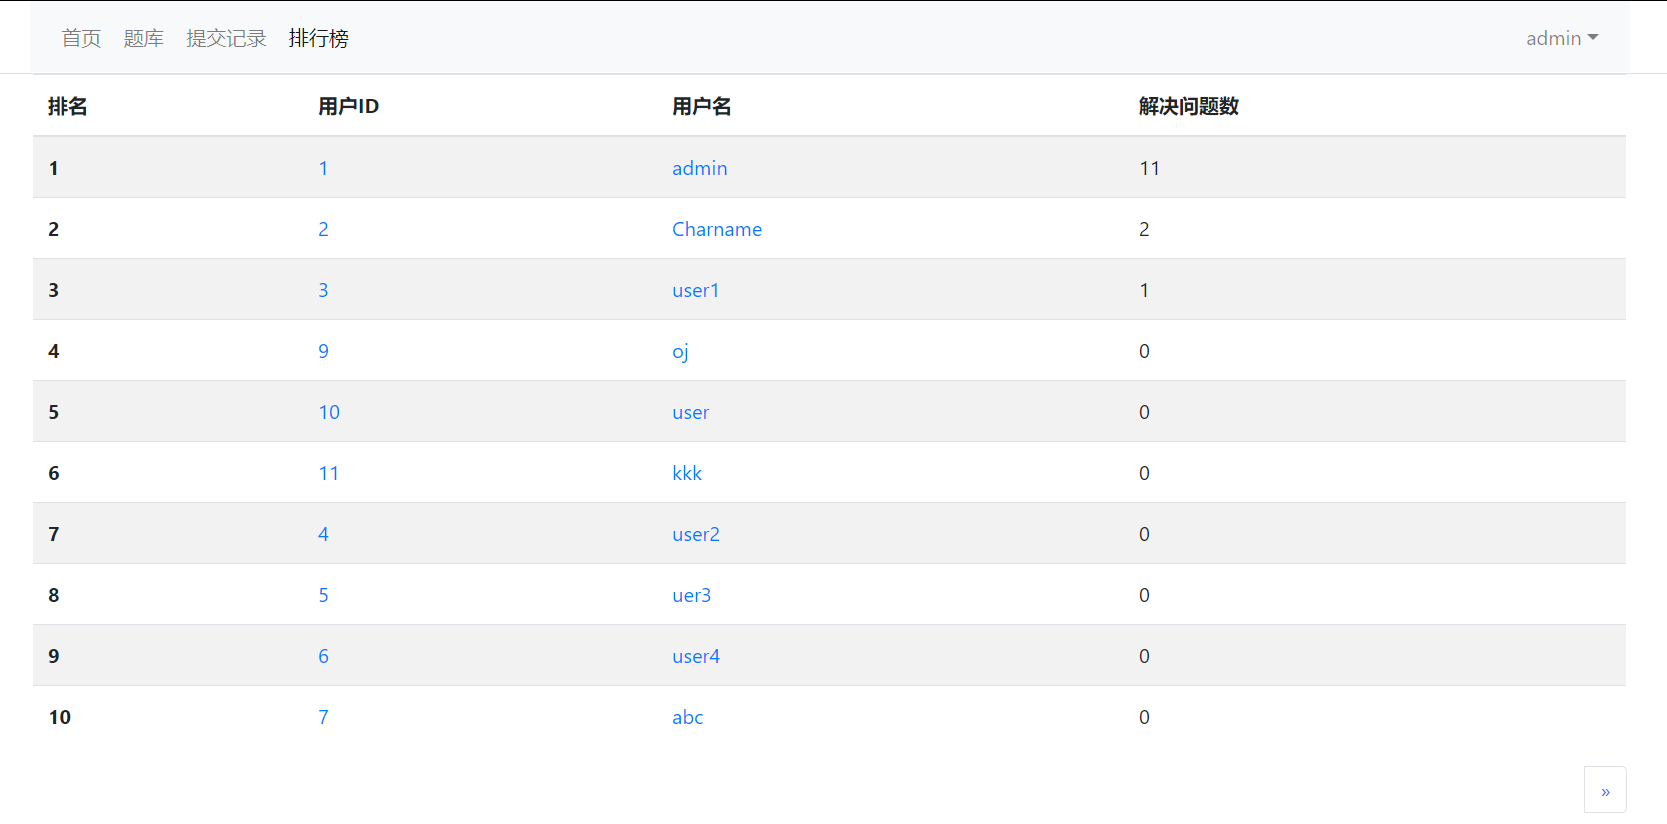 首页 题库 提交记录 排行榜 admin
排名 用户ID 用户名 解决问题数
1 1 admin 11
2 2 Charname 2
3 3 user1 1
4 9 oj 0
5 10 user 0
6 11 kkk 0
7 4 user2 0
8 5 uer3 0
9 6 user4 0
10 7 abc 0
»